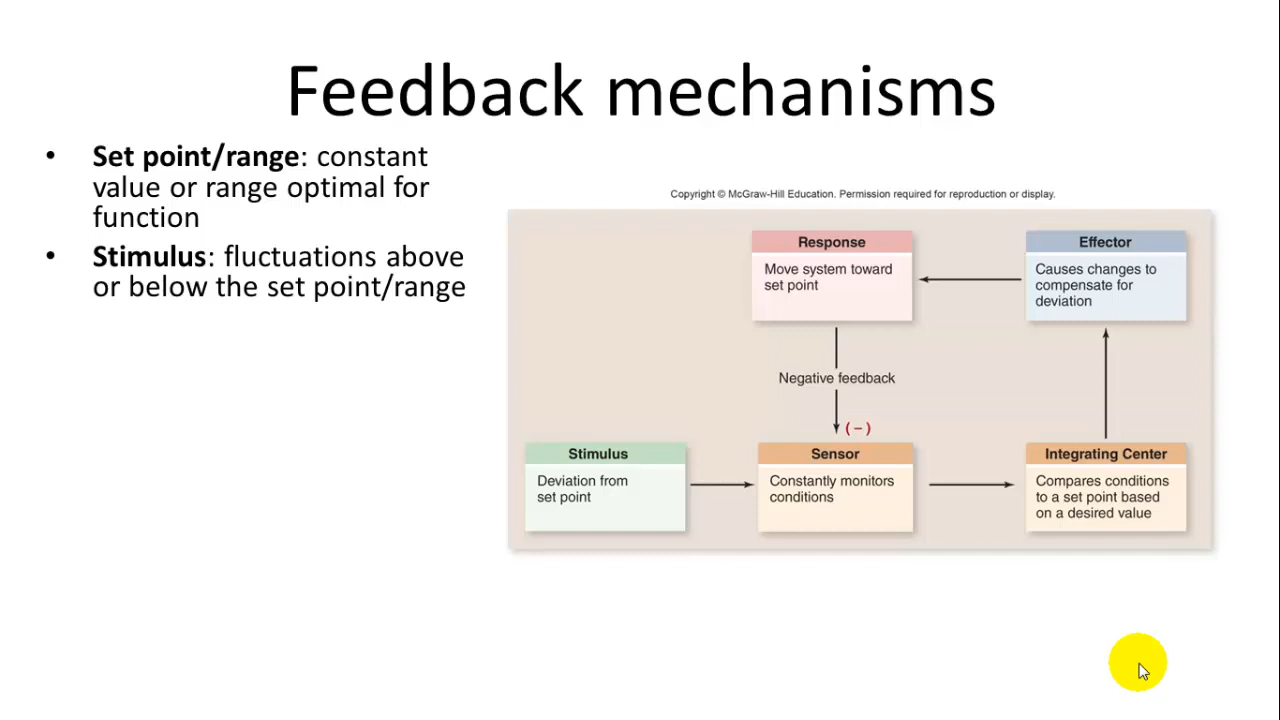 Feedback mechanisms
• Set point/range: constant
value or range optimal for
function
• Stimulus: fluctuations above
or below the set point/range
Copyright © McGraw-Hill Education. Permission required for reproduction or display.
Response
Move system toward
set point
Effector
Causes changes to
compensate for
deviation
Negative feedback
(−)
Stimulus
Deviation from
set point
Sensor
Constantly monitors
conditions
Integrating Center
Compares conditions
to a set point based
on a desired value